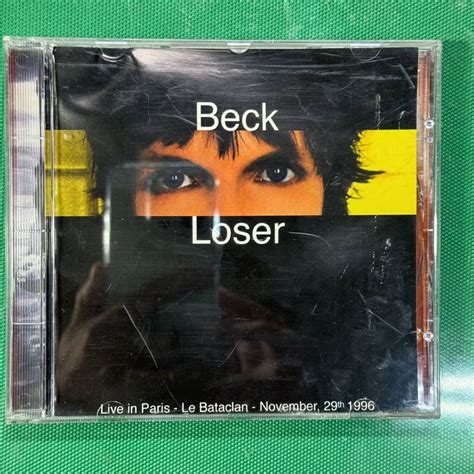 Beck
Loser
Live in Paris - Le Bataclan - November, 29th 1996